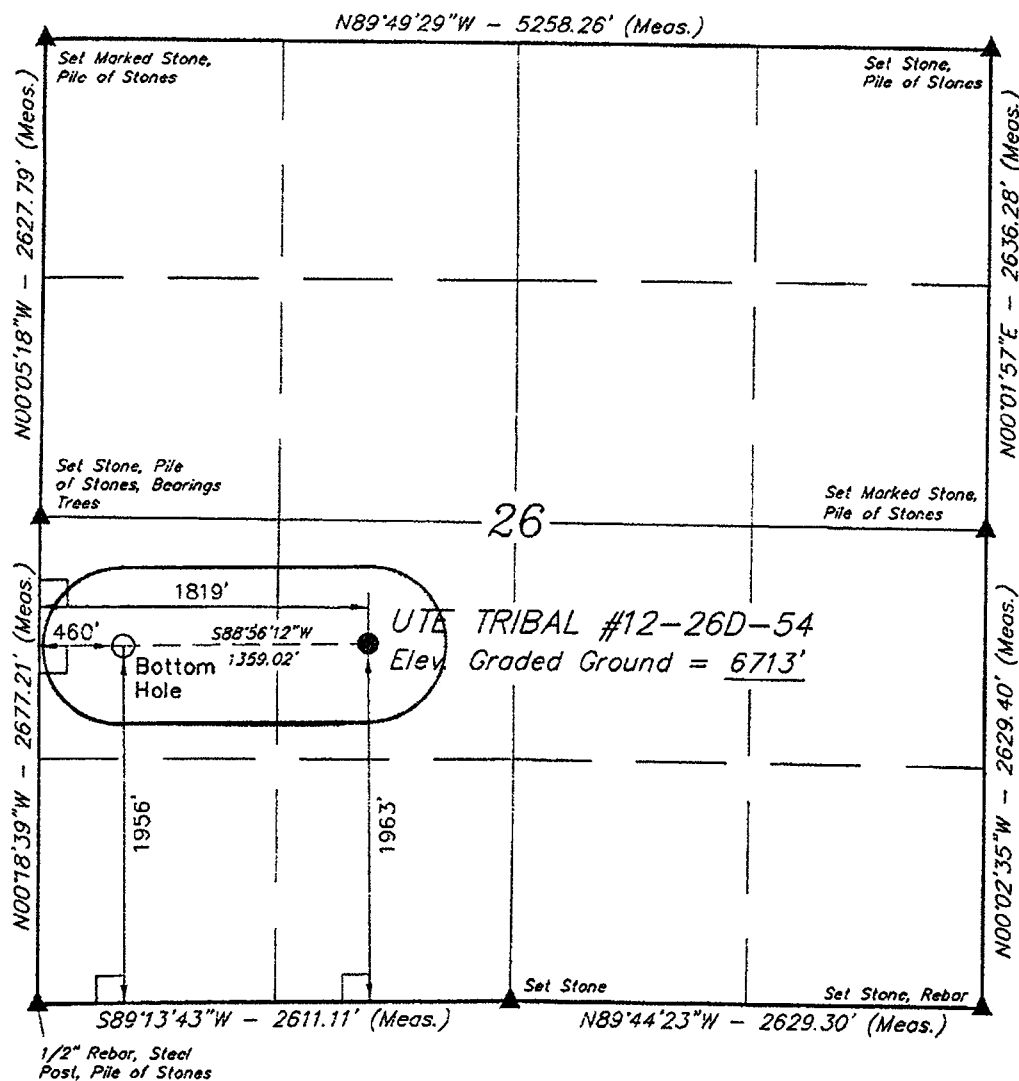 N89°49'29"W - 5258.26' (Meas.)
Set Marked Stone,
Pile of Stones
Set Stone,
Pile of Stones
N00°05'18"W - 2627.79' (Meas.)
N00°01'57"E - 2636.28' (Meas.)
Set Stone, Pile
of Stones, Bearings
Trees
Set Marked Stone,
Pile of Stones
26
1819'
460'
S88°56'12"W
1359.02'
Bottom
Hole
UTE TRIBAL #12-26D-54
Elev. Graded Ground = 6713'
N00°18'39"W - 2677.21' (Meas.)
1956'
1963'
N00°02'35"W - 2629.40' (Meas.)
Set Stone
Set Stone, Rebar
S89°13'43"W - 2611.11' (Meas.)
N89°44'23"W - 2629.30' (Meas.)
1/2" Rebar, Steel
Post, Pile of Stones